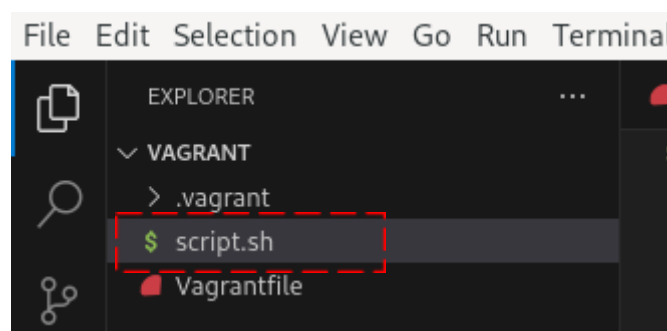 File Edit Selection View Go Run Terminal
EXPLORER ...
VAGRANT
.vagrant
$ script.sh
Vagrantfile